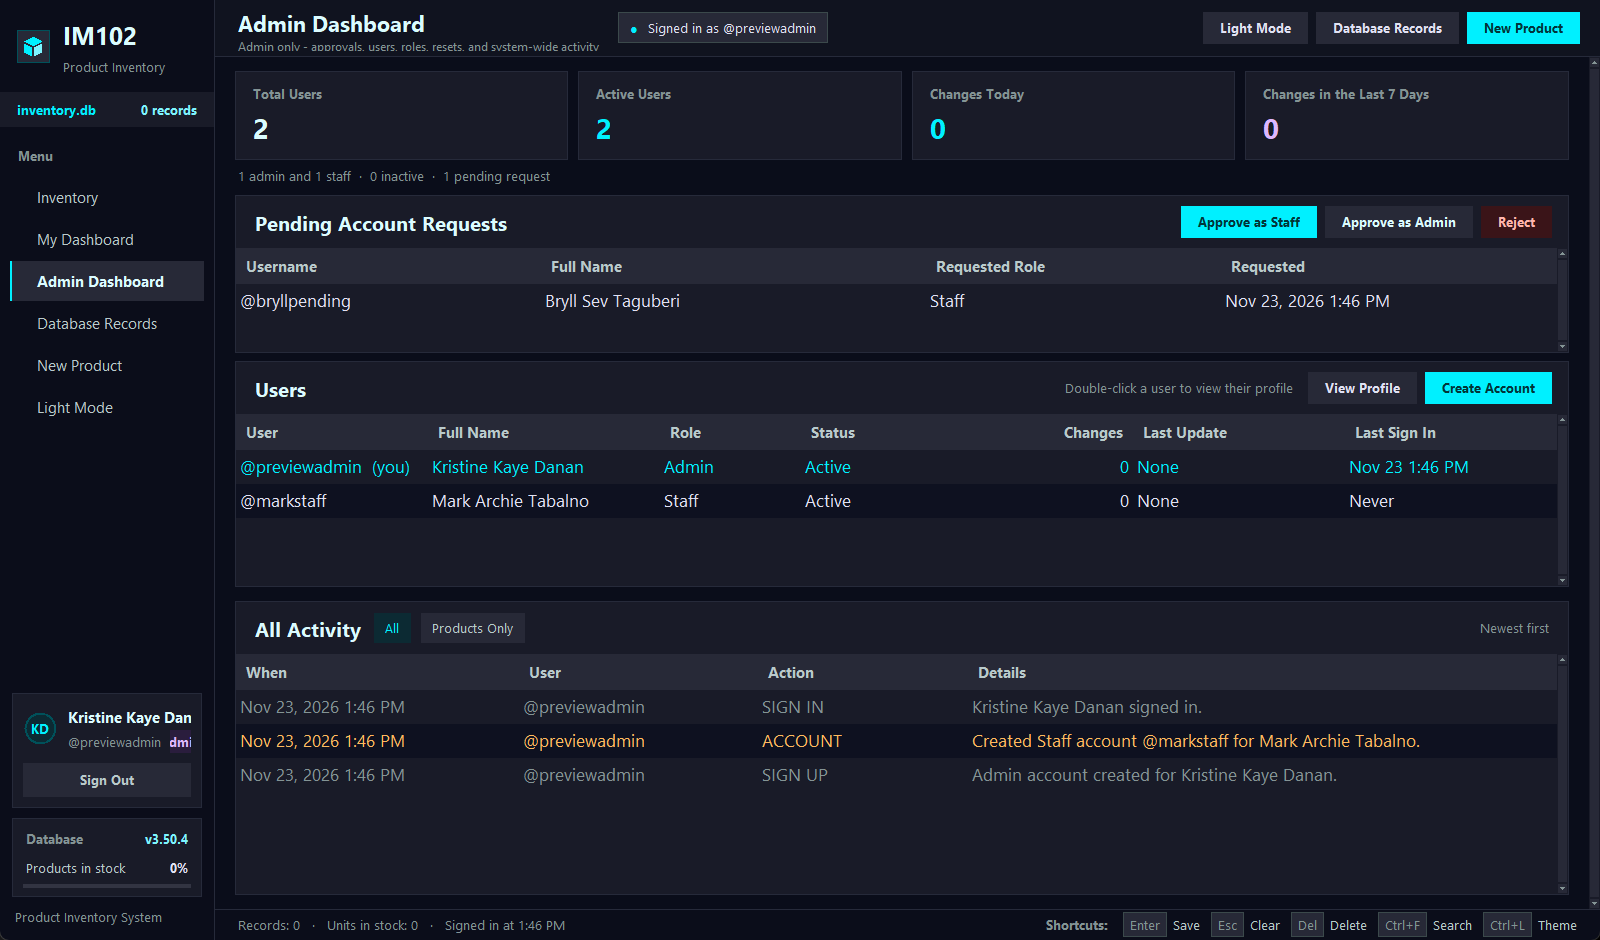 IM102
Product Inventory
inventory.db 0 records
Menu
Inventory
My Dashboard
Admin Dashboard
Database Records
New Product
Light Mode
KD Kristine Kaye Dan
@previewadmin dmi
Sign Out
Database v3.50.4
Products in stock 0%
Product Inventory System
Admin Dashboard
Admin only - approvals, users, roles, resets, and system-wide activity
● Signed in as @previewadmin
Light Mode Database Records New Product
Total Users Active Users Changes Today Changes in the Last 7 Days
2 2 0 0
1 admin and 1 staff · 0 inactive · 1 pending request
Pending Account Requests Approve as Staff Approve as Admin Reject
Username Full Name Requested Role Requested
@bryllpending Bryll Sev Taguberi Staff Nov 23, 2026 1:46 PM
Users Double-click a user to view their profile View Profile Create Account
User Full Name Role Status Changes Last Update Last Sign In
@previewadmin (you) Kristine Kaye Danan Admin Active 0 None Nov 23 1:46 PM
@markstaff Mark Archie Tabalno Staff Active 0 None Never
All Activity All Products Only Newest first
When User Action Details
Nov 23, 2026 1:46 PM @previewadmin SIGN IN Kristine Kaye Danan signed in.
Nov 23, 2026 1:46 PM @previewadmin ACCOUNT Created Staff account @markstaff for Mark Archie Tabalno.
Nov 23, 2026 1:46 PM @previewadmin SIGN UP Admin account created for Kristine Kaye Danan.
Records: 0 · Units in stock: 0 · Signed in at 1:46 PM
Shortcuts: Enter Save Esc Clear Del Delete Ctrl+F Search Ctrl+L Theme